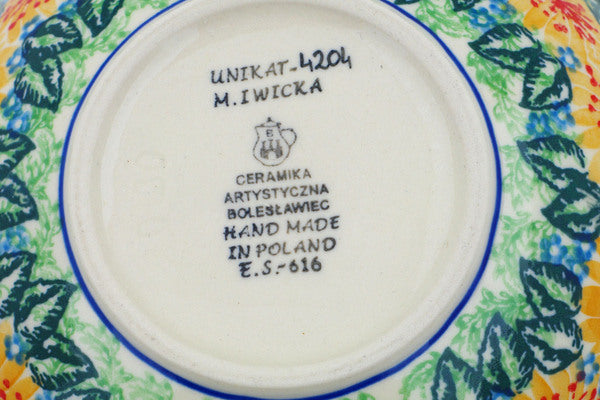 UNIKAT-4204
M.IWICKA
B
CERAMIKA
ARTYSTYCZNA
BOLESŁAWIEC
HAND MADE
IN POLAND
E.S.-616